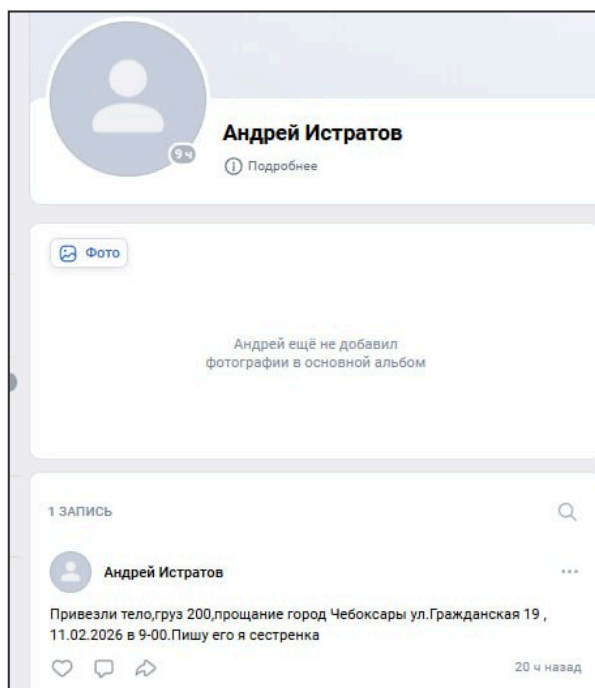 9 ч
Андрей Истратов
Подробнее
Фото
Андрей ещё не добавил
фотографии в основной альбом
1 ЗАПИСЬ
Андрей Истратов
Привезли тело,груз 200,прощание город Чебоксары ул.Гражданская 19 ,
11.02.2026 в 9-00.Пишу его я сестренка
20 ч назад